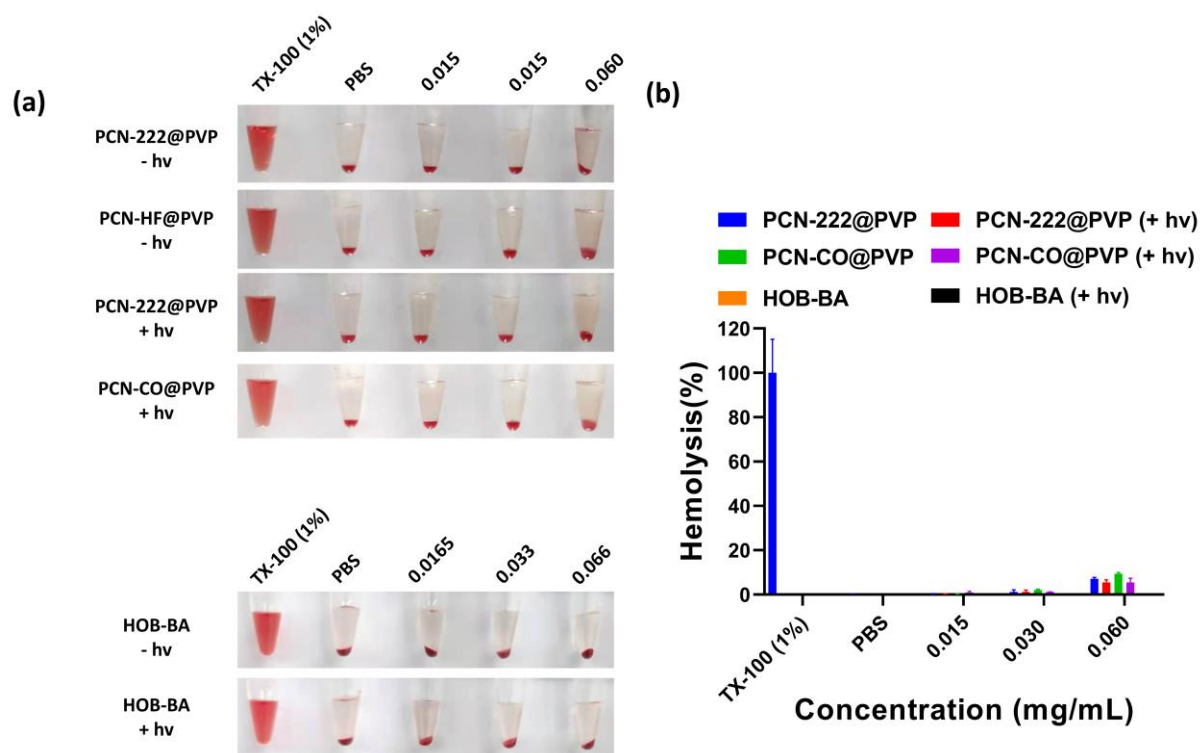 (a)
TX-100 (1%) PBS 0.015 0.015 0.060
PCN-222@PVP
- hv
PCN-HF@PVP
- hv
PCN-222@PVP
+ hv
PCN-CO@PVP
+ hv
TX-100 (1%) PBS 0.0165 0.033 0.066
HOB-BA
- hv
HOB-BA
+ hv
(b)
PCN-222@PVP PCN-222@PVP (+ hv)
PCN-CO@PVP PCN-CO@PVP (+ hv)
HOB-BA HOB-BA (+ hv)
Hemolysis(%)
120
100
80
60
40
20
0
TX-100 (1%) PBS 0.015 0.030 0.060
Concentration (mg/mL)